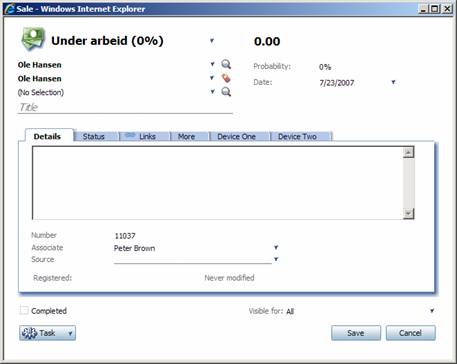 Sale - Windows Internet Explorer
Under arbeid (0%) 0.00
Ole Hansen
Probability: 0%
Ole Hansen
Date: 7/23/2007
(No Selection)
Title
Details Status Links More Device One Device Two
Number 11037
Associate Peter Brown
Source
Registered: Never modified
Completed Visible for: All
Task Save Cancel